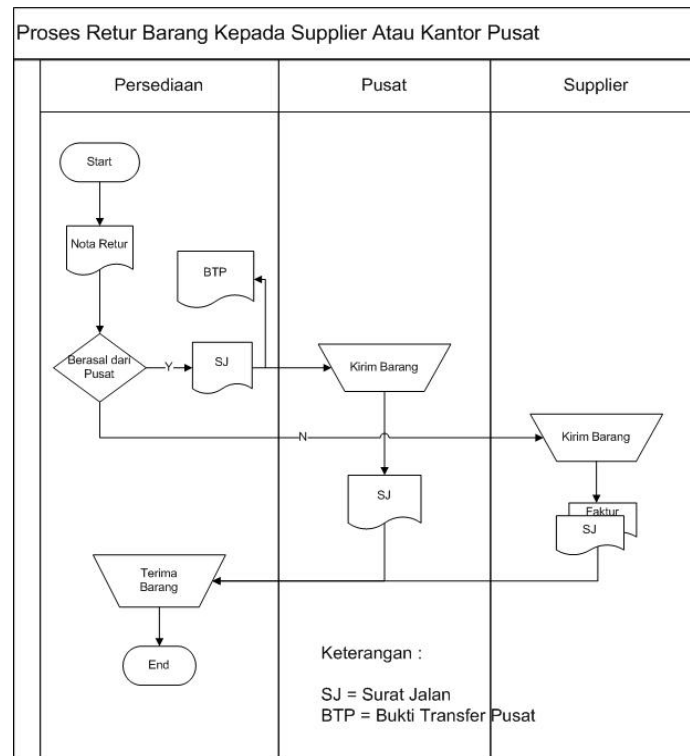 Proses Retur Barang Kepada Supplier Atau Kantor Pusat
Persediaan
Pusat
Supplier
Start
Nota Retur
BTP
Berasal dari
Pusat
Y
SJ
Kirim Barang
N
Kirim Barang
SJ
Faktur
SJ
Terima
Barang
End
Keterangan :
SJ = Surat Jalan
BTP = Bukti Transfer Pusat